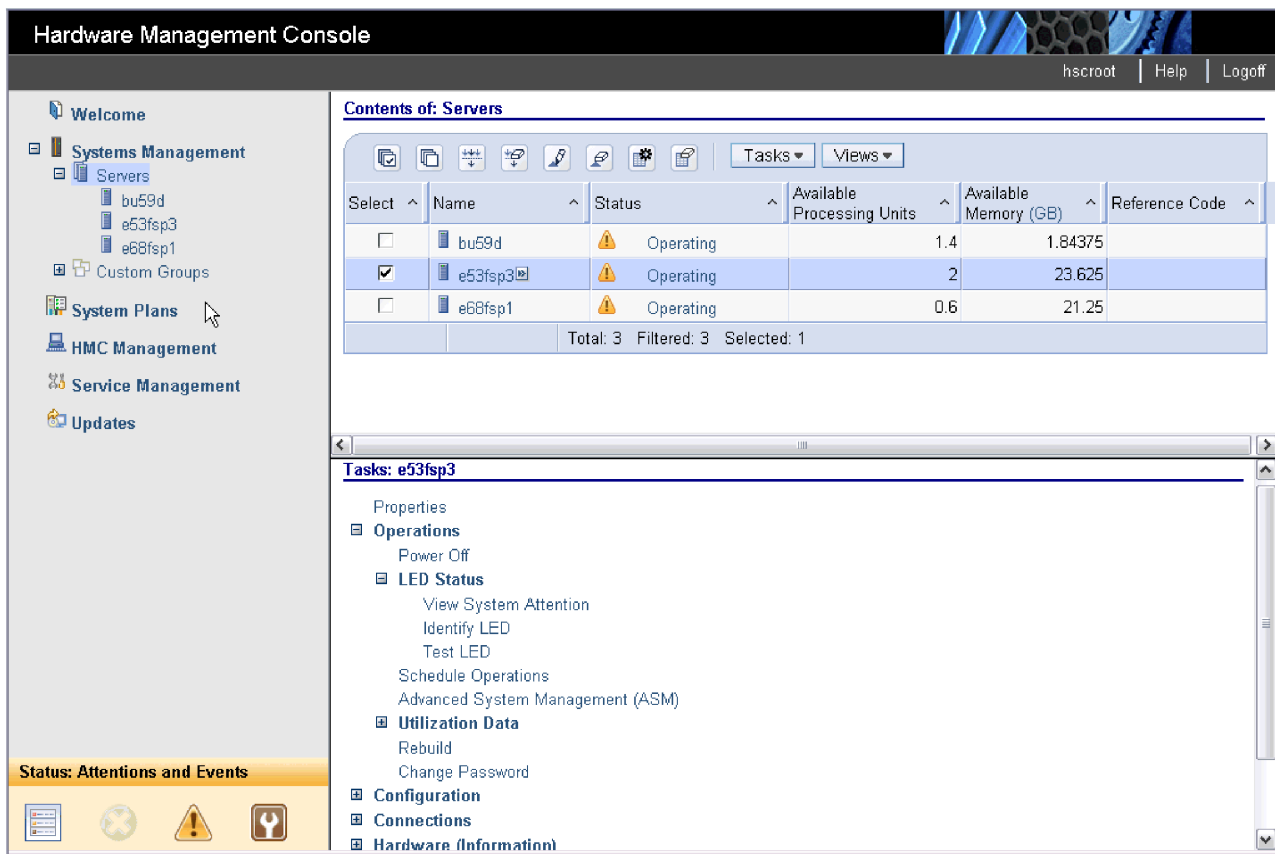 Hardware Management Console
hscroot Help Logoff
Welcome
Systems Management
Servers
bu59d
e53fsp3
e68fsp1
Custom Groups
System Plans
HMC Management
Service Management
Updates
Status: Attentions and Events
Contents of: Servers
Tasks Views
Select Name Status Available Processing Units Available Memory (GB) Reference Code
bu59d Operating 1.4 1.84375
e53fsp3 Operating 2 23.625
e68fsp1 Operating 0.6 21.25
Total: 3 Filtered: 3 Selected: 1
Tasks: e53fsp3
Properties
Operations
Power Off
LED Status
View System Attention
Identify LED
Test LED
Schedule Operations
Advanced System Management (ASM)
Utilization Data
Rebuild
Change Password
Configuration
Connections
Hardware (Information)